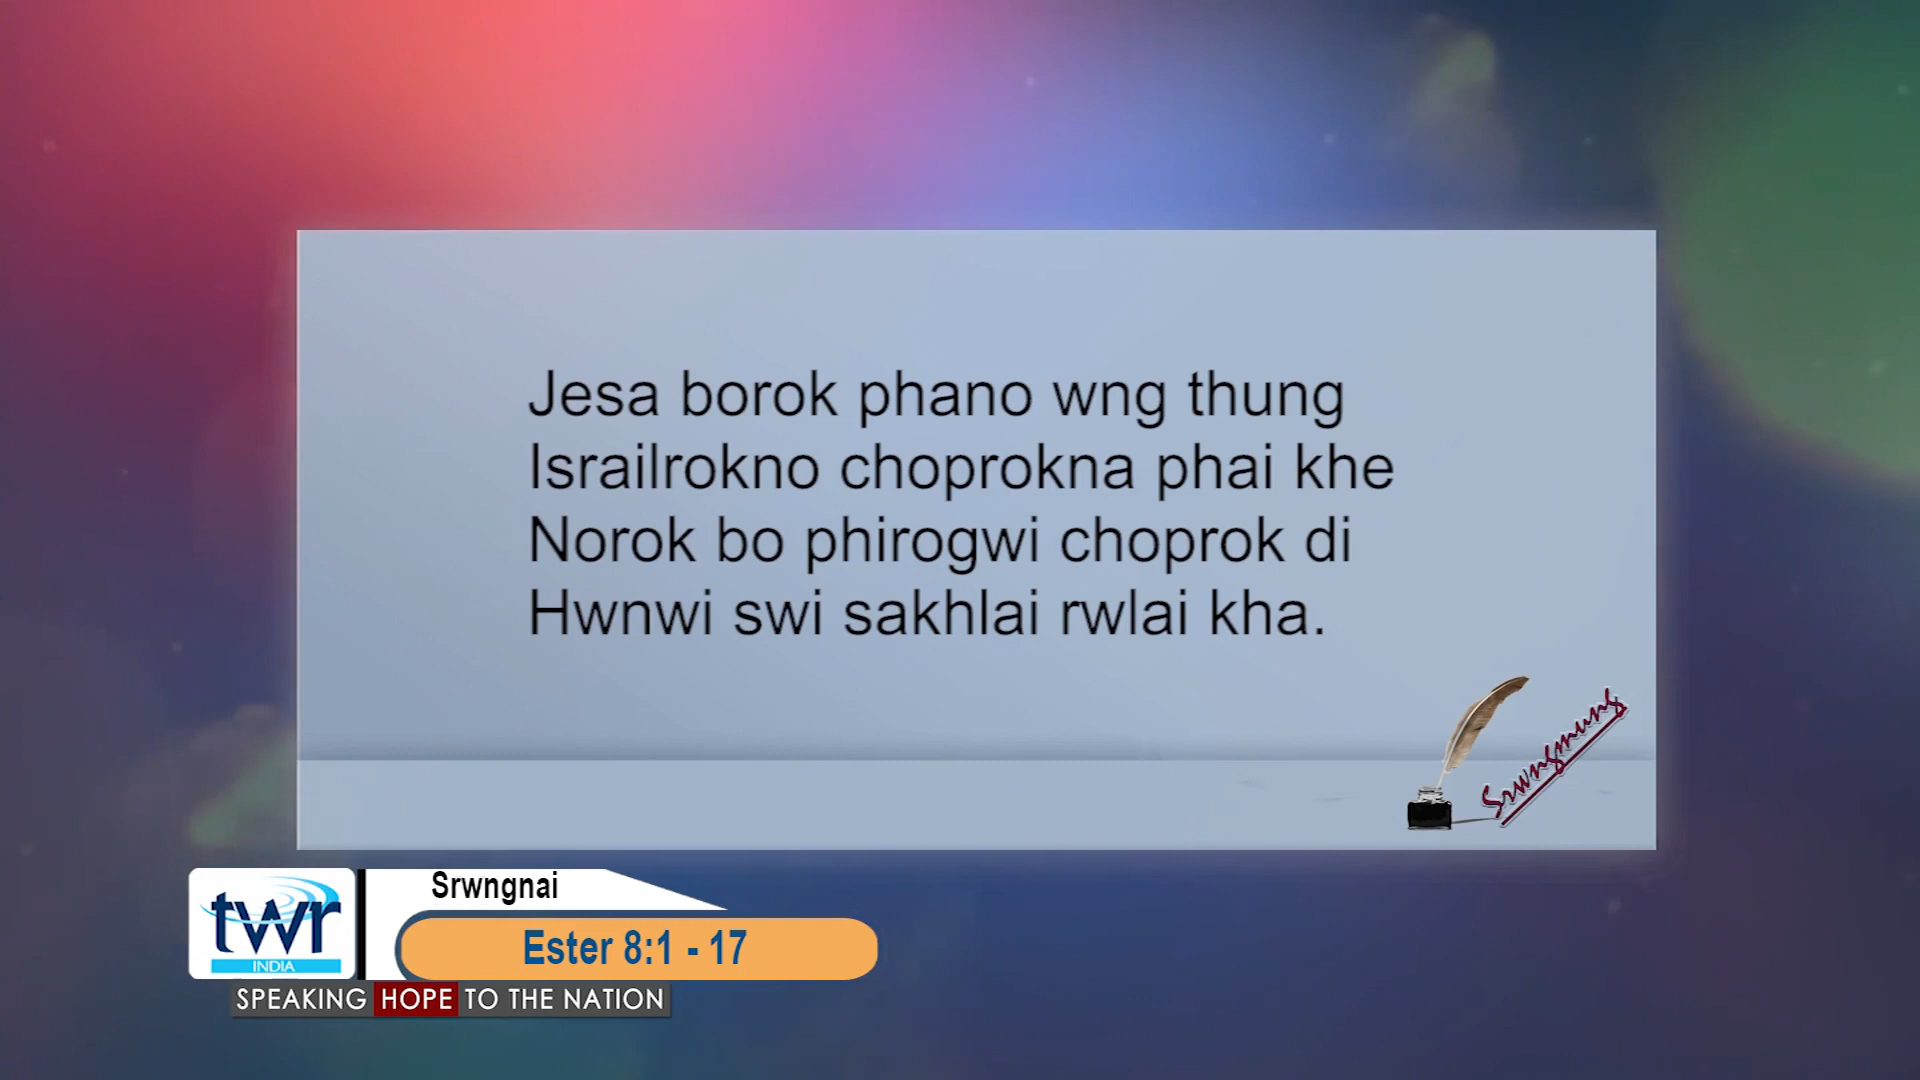 Jesa borok phano wng thung
Israilrokno choprokna phai khe
Norok bo phirogwi choprok di
Hwnwi swi sakhlai rwlai kha.
Srwngmung
twr
INDIA
Srwngnai
Ester 8:1 - 17
SPEAKING HOPE TO THE NATION